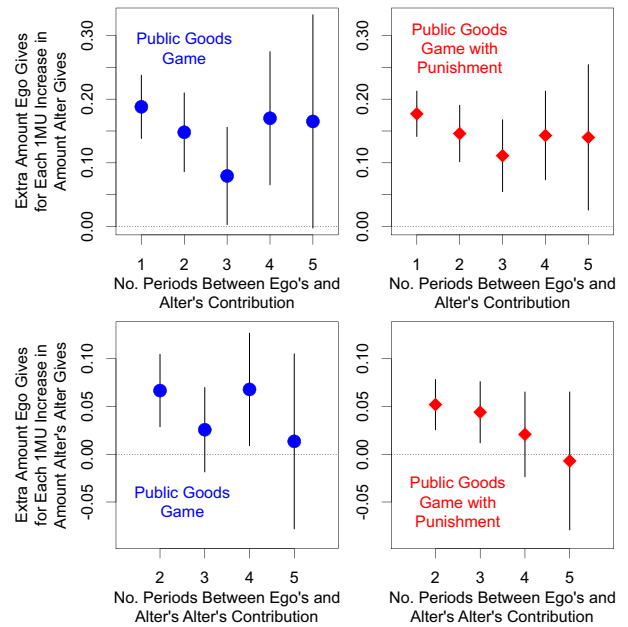 Extra Amount Ego Gives
for Each 1MU Increase in
Amount Alter Gives
0.00
0.10
0.20
0.30
Public Goods
Game
1 2 3 4 5
No. Periods Between Ego's and
Alter's Contribution
0.00
0.10
0.20
0.30
Public Goods
Game with
Punishment
1 2 3 4 5
No. Periods Between Ego's and
Alter's Contribution
Extra Amount Ego Gives
for Each 1MU Increase in
Amount Alter's Alter Gives
-0.05
0.00
0.05
0.10
Public Goods
Game
2 3 4 5
No. Periods Between Ego's and
Alter's Alter's Contribution
-0.05
0.00
0.05
0.10
Public Goods
Game with
Punishment
2 3 4 5
No. Periods Between Ego's and
Alter's Alter's Contribution